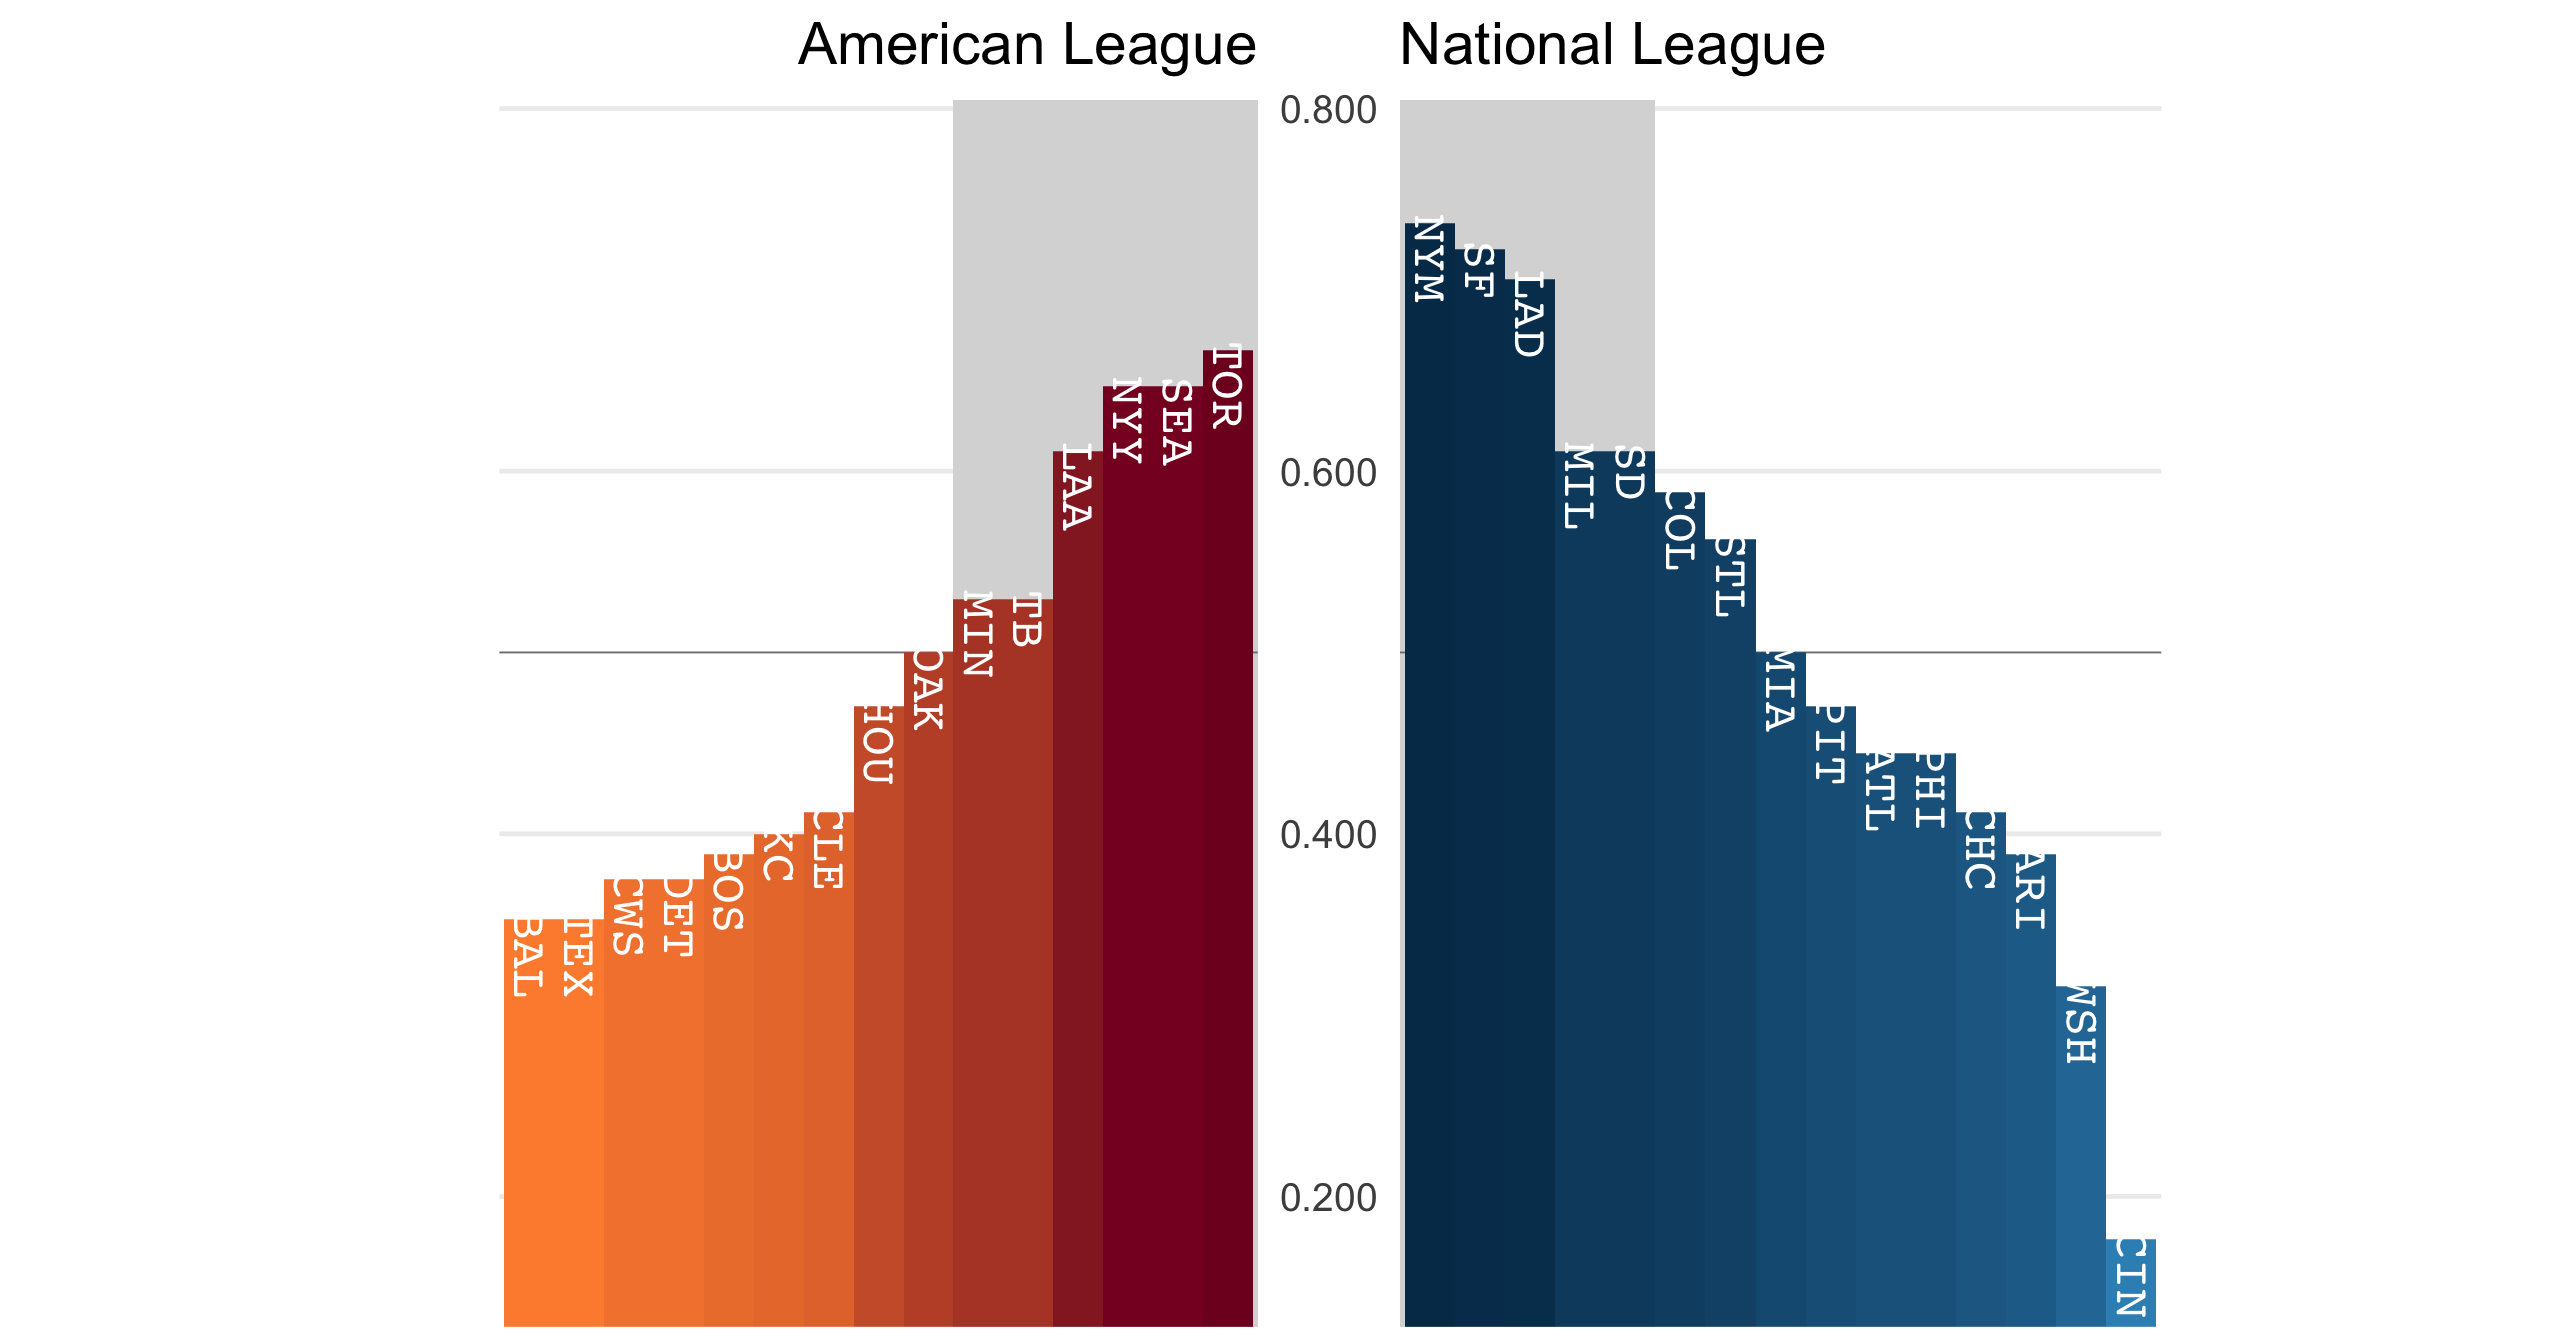 American League
National League
0.800
0.600
0.400
0.200
BAL
TEX
CWS
DET
BOS
KC
CLE
HOU
OAK
MIN
TB
LAA
NYY
SEA
TOR
NYM
SF
LAD
MIL
SD
COL
STL
MIA
PIT
ATL
PHI
CHC
ARI
WSH
CIN